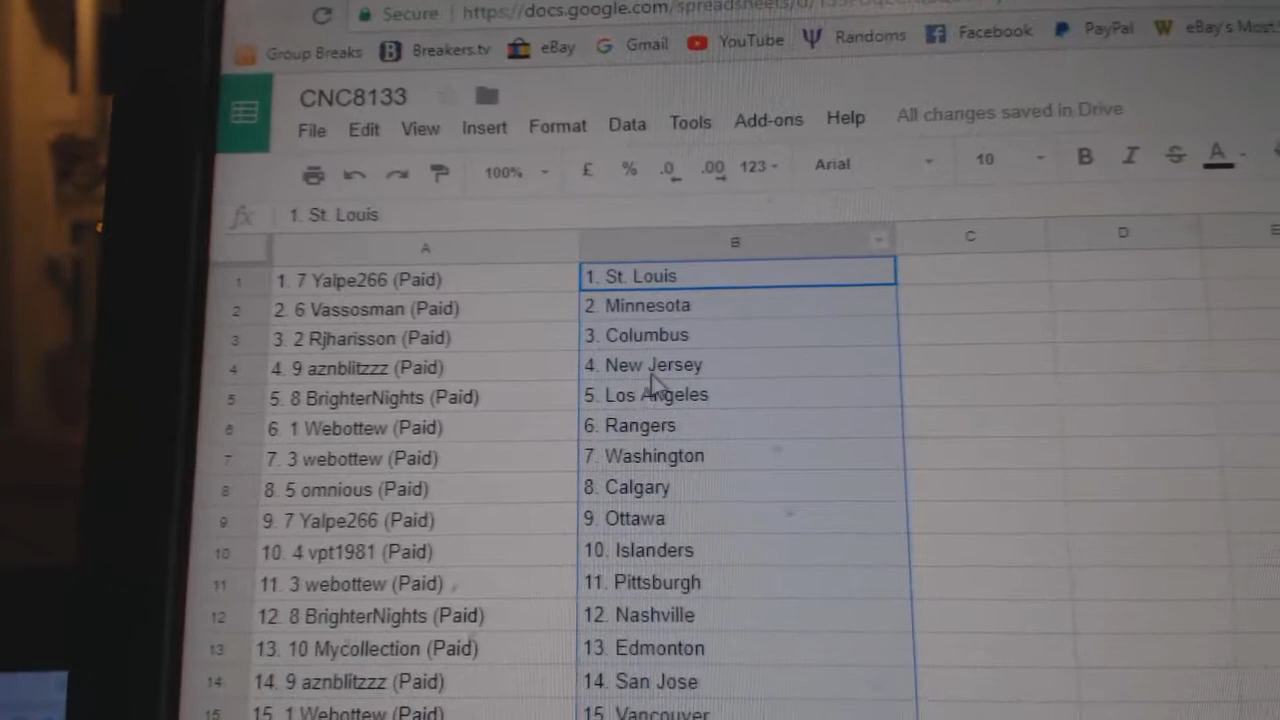 Secure https://docs.google.com/spreadsheets/d/
Group Breaks Breakers.tv eBay Gmail YouTube Randoms Facebook PayPal eBay's Most
CNC8133
File Edit View Insert Format Data Tools Add-ons Help All changes saved in Drive
100% £ % .0 .00 123 Arial 10 B I S A
fx 1. St. Louis
A B C D E
1 1. 7 Yalpe266 (Paid) 1. St. Louis
2 2. 6 Vassosman (Paid) 2. Minnesota
3 3. 2 Rjharisson (Paid) 3. Columbus
4 4. 9 aznblitzzz (Paid) 4. New Jersey
5 5. 8 BrighterNights (Paid) 5. Los Angeles
6 6. 1 Webottew (Paid) 6. Rangers
7 7. 3 webottew (Paid) 7. Washington
8 8. 5 omnious (Paid) 8. Calgary
9 9. 7 Yalpe266 (Paid) 9. Ottawa
10 10. 4 vpt1981 (Paid) 10. Islanders
11 11. 3 webottew (Paid) 11. Pittsburgh
12 12. 8 BrighterNights (Paid) 12. Nashville
13 13. 10 Mycollection (Paid) 13. Edmonton
14 14. 9 aznblitzzz (Paid) 14. San Jose
15 15. 1 Webottew (Paid) 15. Vancouver